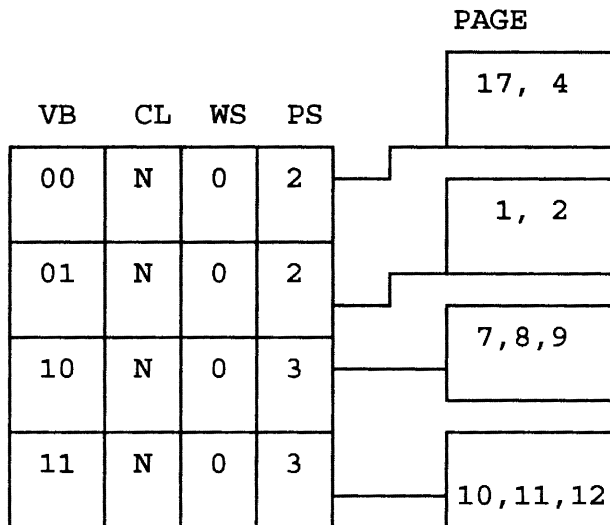 PAGE
17, 4
VB CL WS PS
00 N 0 2
1, 2
01 N 0 2
7,8,9
10 N 0 3
11 N 0 3
10,11,12